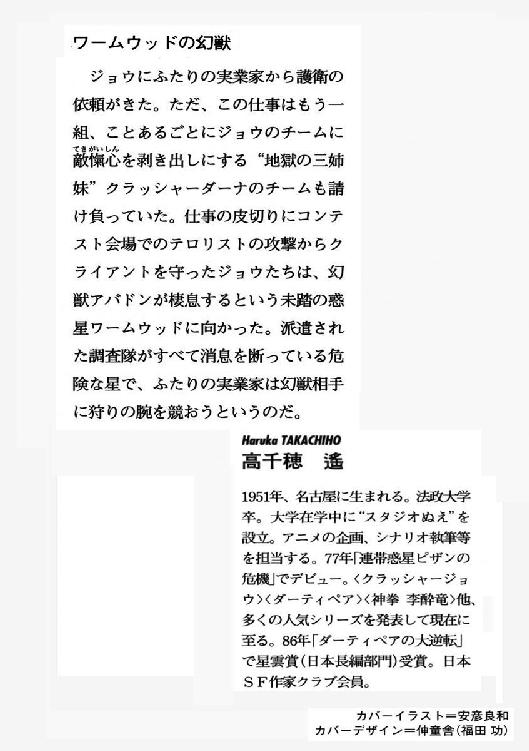 ワームウッドの幻獣
　ジョウにふたりの実業家から護衛の
依頼がきた。ただ、この仕事はもう一
組、ことあるごとにジョウのチームに
てきがいしん
敵愾心を剥き出しにする“地獄の三姉
妹”クラッシャーダーナのチームも請
け負っていた。仕事の皮切りにコンテ
スト会場でのテロリストの攻撃からク
ライアントを守ったジョウたちは、幻
獣アバドンが棲息するという未踏の惑
星ワームウッドに向かった。派遣され
た調査隊がすべて消息を断っている危
険な星で、ふたりの実業家は幻獣相手
に狩りの腕を競おうというのだ。
Haruka TAKACHIHO
高千穂　遙
1951年、名古屋に生まれる。法政大学
卒。大学在学中に“スタジオぬえ”を
設立。アニメの企画、シナリオ執筆等
を担当する。77年「連帯惑星ピザンの
危機」でデビュー。〈クラッシャージョ
ウ〉〈ダーティペア〉〈神拳 李酔竜〉他、
多くの人気シリーズを発表して現在に
至る。86年「ダーティペアの大逆転」
で星雲賞(日本長編部門)受賞。日本
ＳＦ作家クラブ会員。
カバーイラスト＝安彦良和
カバーデザイン＝伸童舎(福田 功)